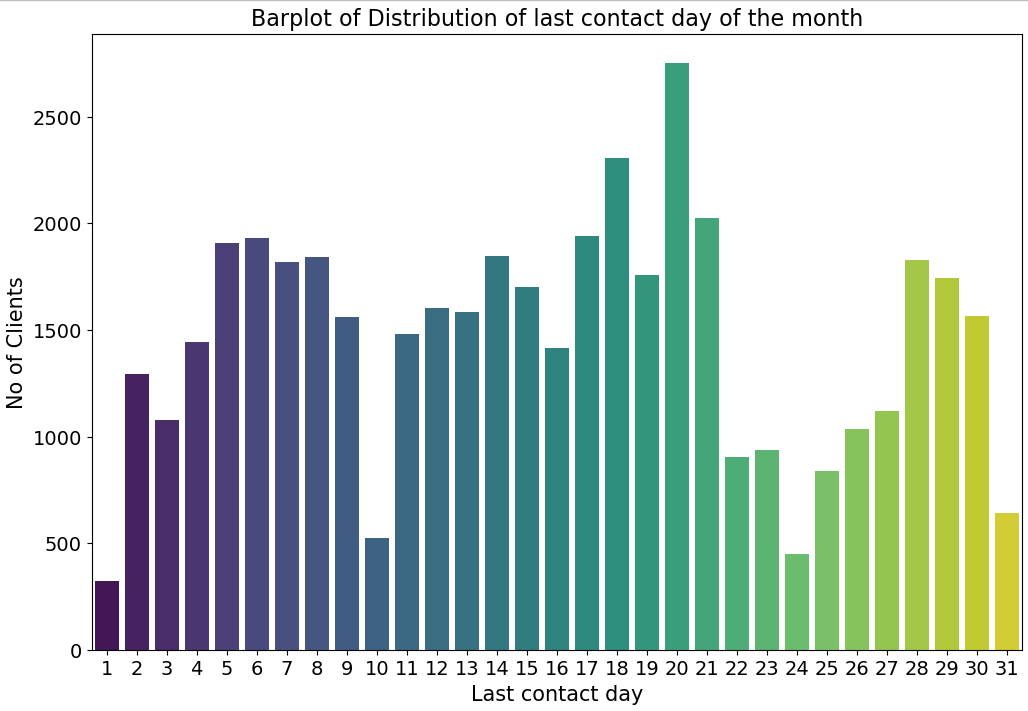 Barplot of Distribution of last contact day of the month
No of Clients
2500
2000
1500
1000
500
0
1 2 3 4 5 6 7 8 9 10 11 12 13 14 15 16 17 18 19 20 21 22 23 24 25 26 27 28 29 30 31
Last contact day